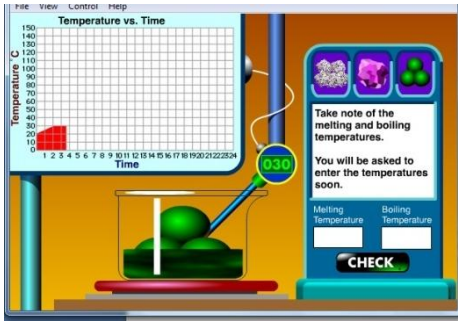 File View Control Help
Temperature vs. Time
150
140
130
120
110
100
90
80
70
60
50
40
30
20
10
0
Temperature °C
1 2 3 4 5 6 7 8 9 10 11 12 13 14 15 16 17 18 19 20 21 22 23 24
Time
030
Take note of the
melting and boiling
temperatures.
You will be asked to
enter the temperatures
soon.
Melting
Temperature
Boiling
Temperature
CHECK